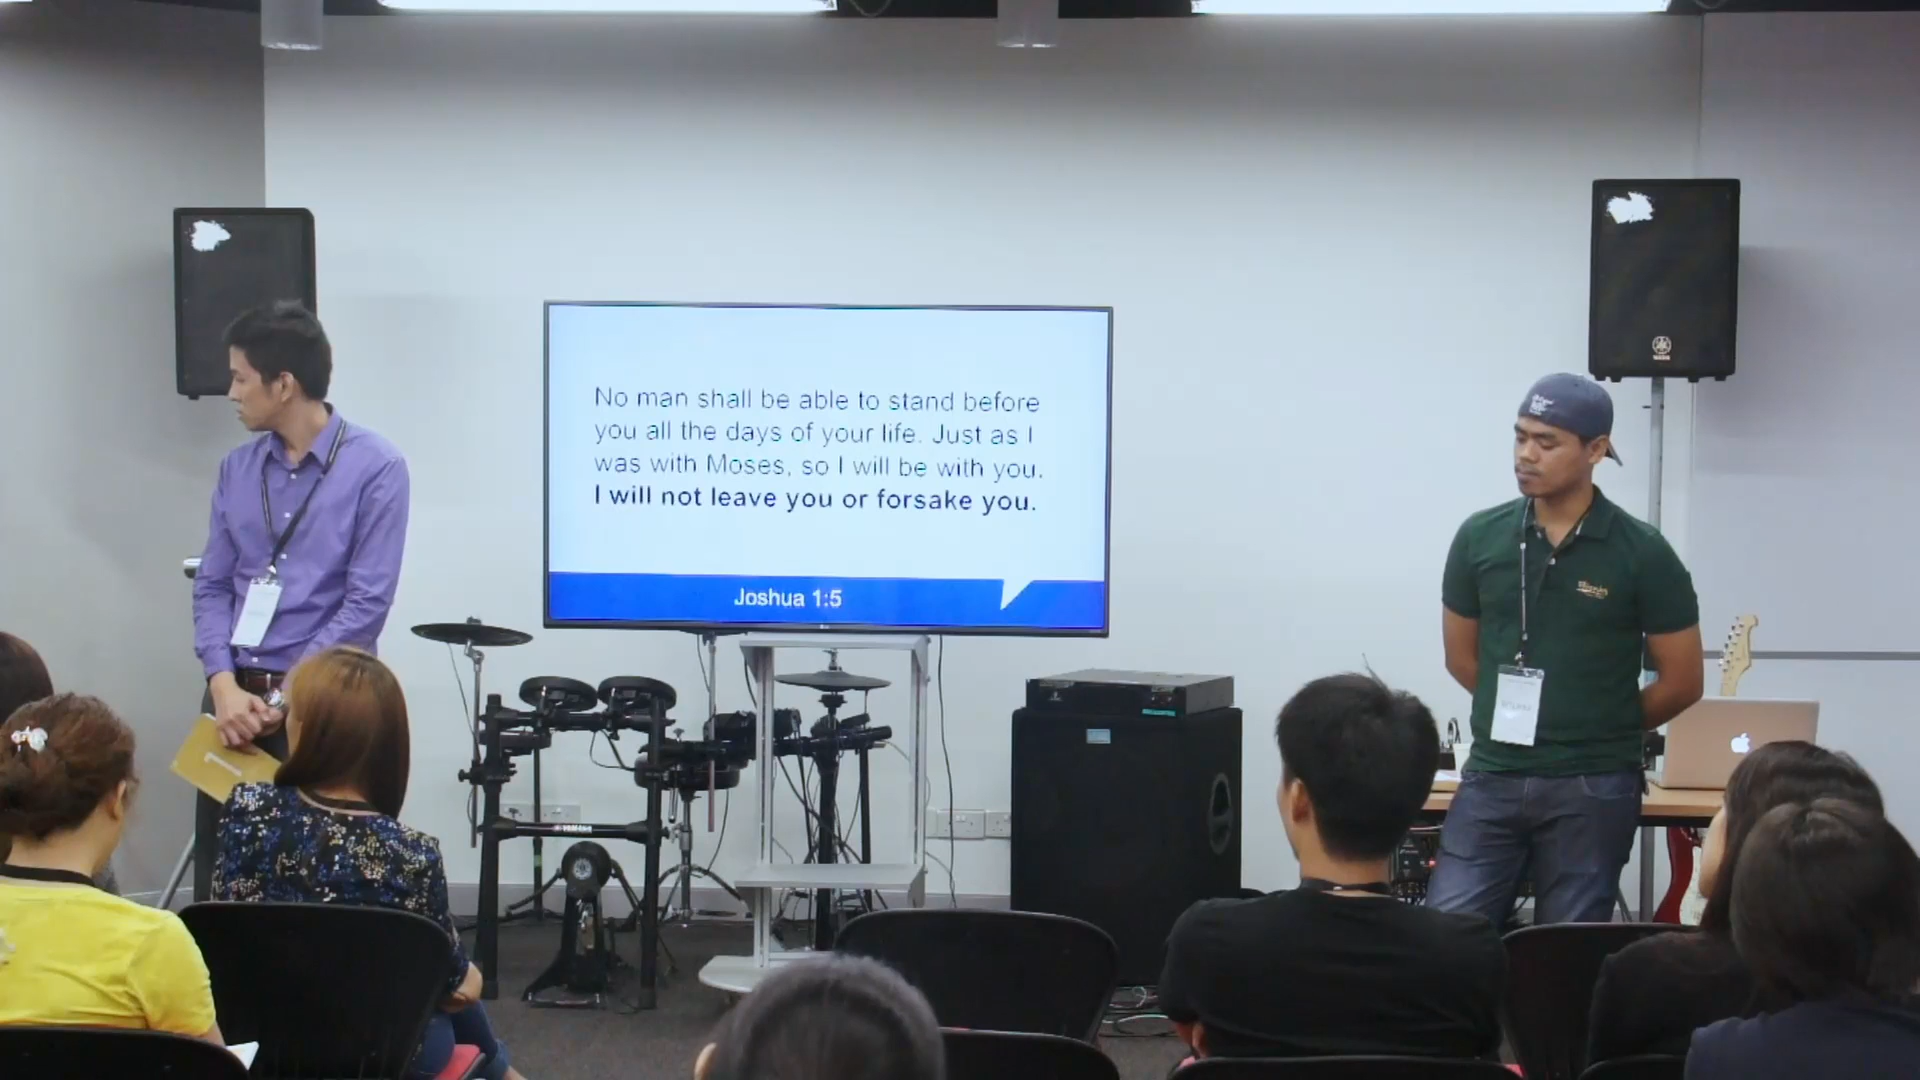 No man shall be able to stand before
you all the days of your life. Just as I
was with Moses, so I will be with you.
I will not leave you or forsake you.
Joshua 1:5
YAMAHA